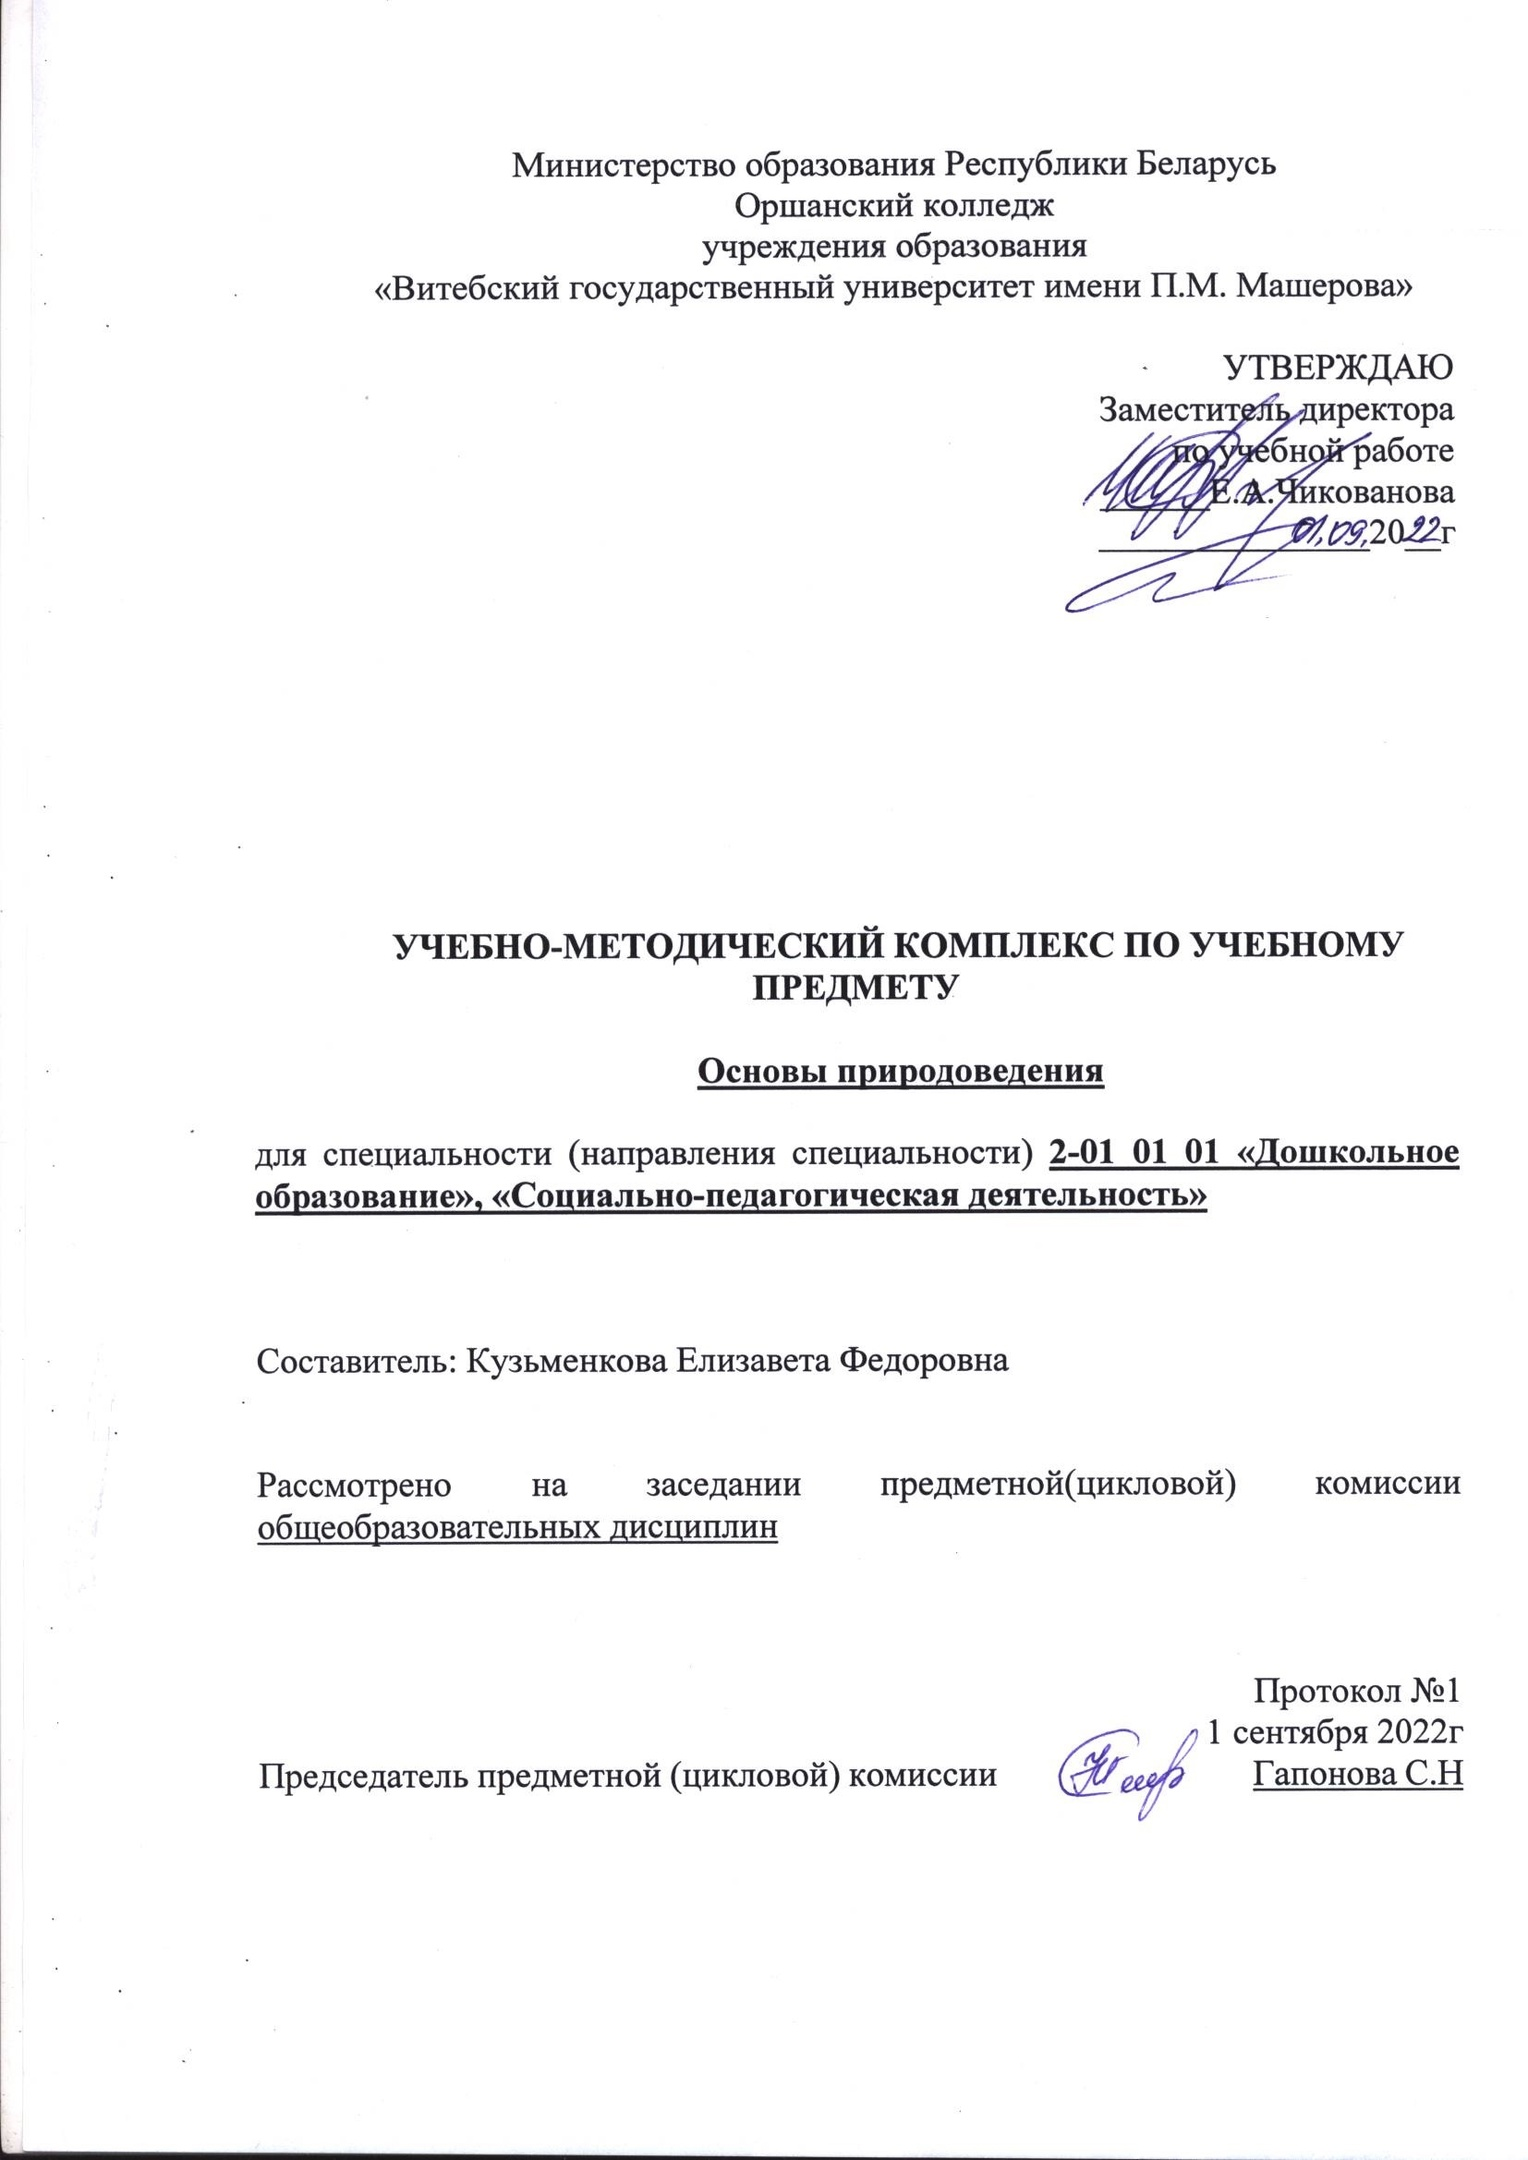 Министерство образования Республики Беларусь
Оршанский колледж
учреждения образования
«Витебский государственный университет имени П.М. Машерова»
УТВЕРЖДАЮ
Заместитель директора
по учебной работе
______Е.А.Чикованова
_______________01.09.2022г
УЧЕБНО-МЕТОДИЧЕСКИЙ КОМПЛЕКС ПО УЧЕБНОМУ
ПРЕДМЕТУ
Основы природоведения
для специальности (направления специальности) 2-01 01 01 «Дошкольное
образование», «Социально-педагогическая деятельность»
Составитель: Кузьменкова Елизавета Федоровна
Рассмотрено на заседании предметной(цикловой) комиссии
общеобразовательных дисциплин
Протокол №1
1 сентября 2022г
Председатель предметной (цикловой) комиссии Гапонова С.Н